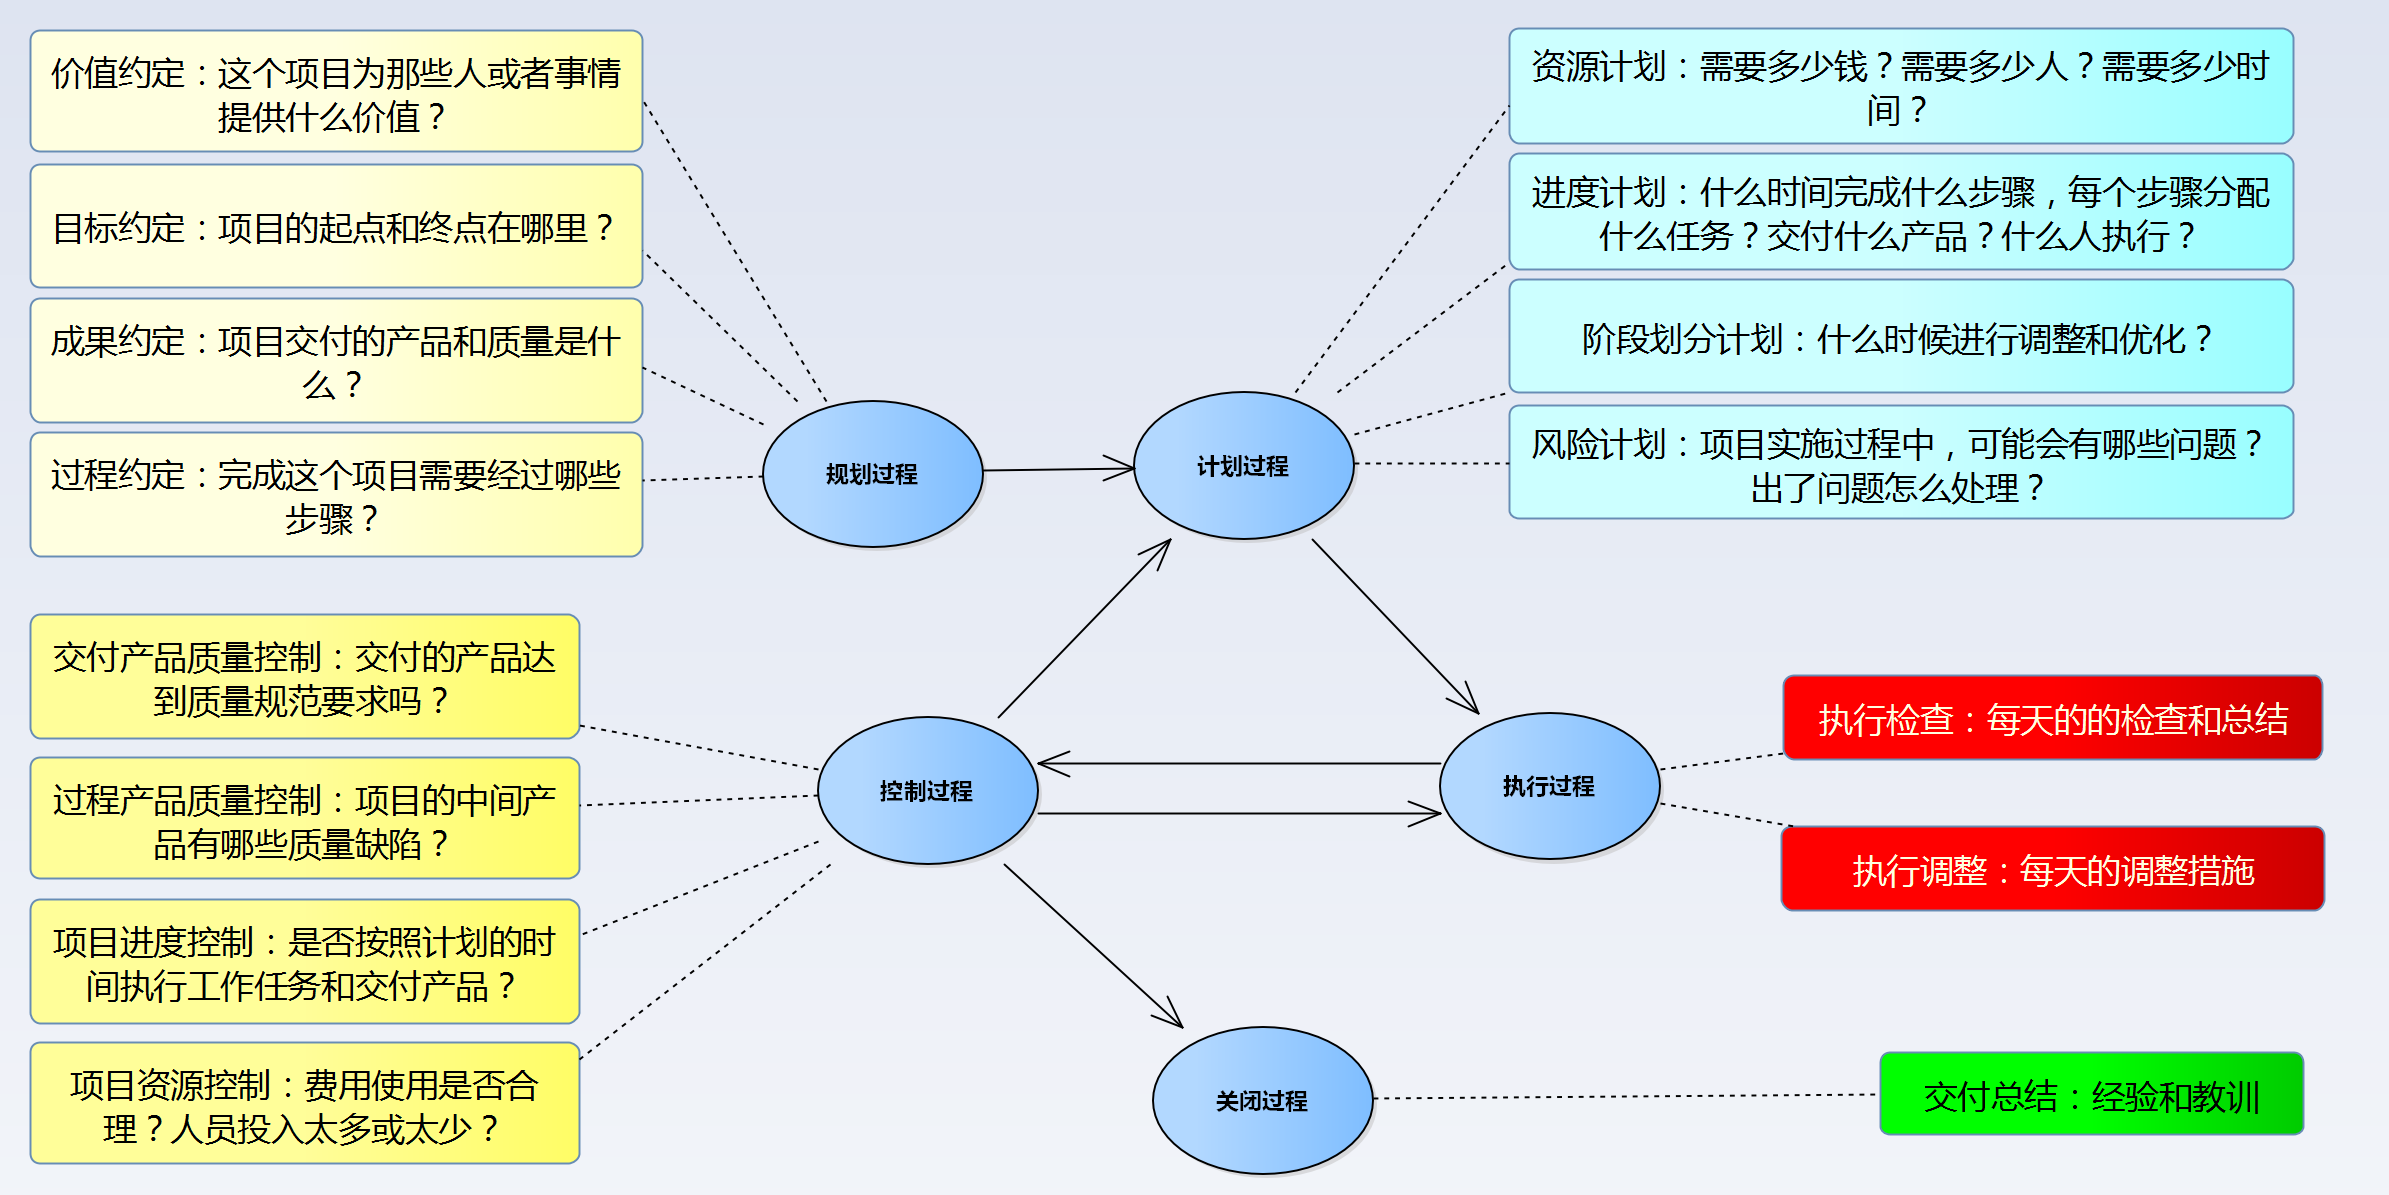 价值约定：这个项目为那些人或者事情
提供什么价值？
目标约定：项目的起点和终点在哪里？
成果约定：项目交付的产品和质量是什
么？
过程约定：完成这个项目需要经过哪些
步骤？
规划过程
计划过程
资源计划：需要多少钱？需要多少人？需要多少时
间？
进度计划：什么时间完成什么步骤，每个步骤分配
什么任务？交付什么产品？什么人执行？
阶段划分计划：什么时候进行调整和优化？
风险计划：项目实施过程中，可能会有哪些问题？
出了问题怎么处理？
交付产品质量控制：交付的产品达
到质量规范要求吗？
过程产品质量控制：项目的中间产
品有哪些质量缺陷？
项目进度控制：是否按照计划的时
间执行工作任务和交付产品？
项目资源控制：费用使用是否合
理？人员投入太多或太少？
控制过程
执行过程
执行检查：每天的的检查和总结
执行调整：每天的调整措施
关闭过程
交付总结：经验和教训